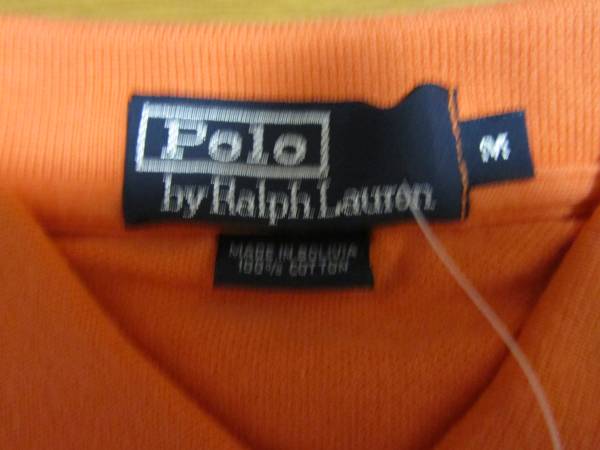 Polo
by Ralph Lauren
M
MADE IN BOLIVIA
100% COTTON